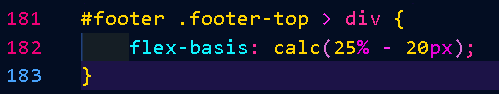 181 #footer .footer-top > div {
182     flex-basis: calc(25% - 20px);
183 }